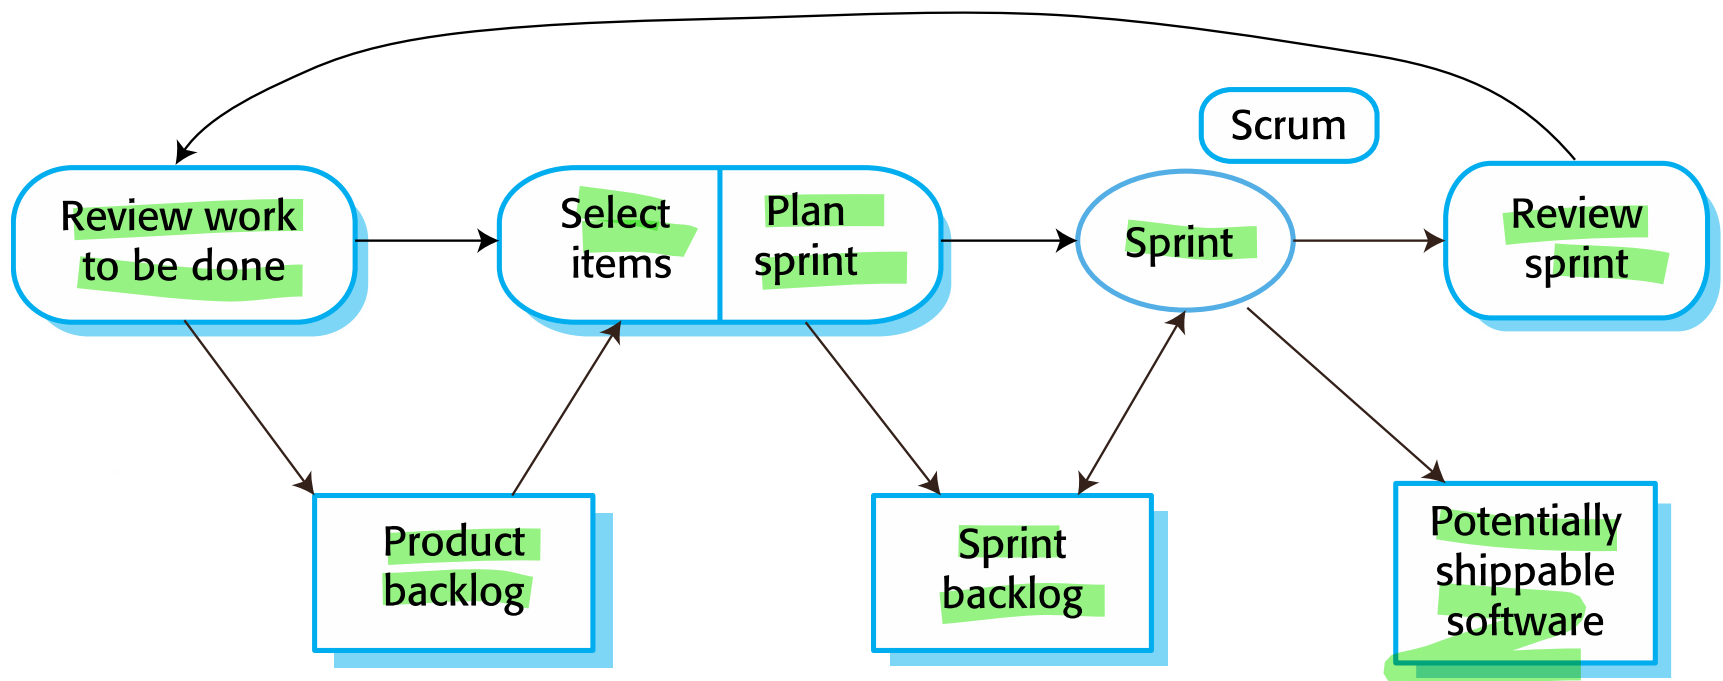 Scrum
Review work
to be done
Select
items
Plan
sprint
Sprint
Review
sprint
Product
backlog
Sprint
backlog
Potentially
shippable
software